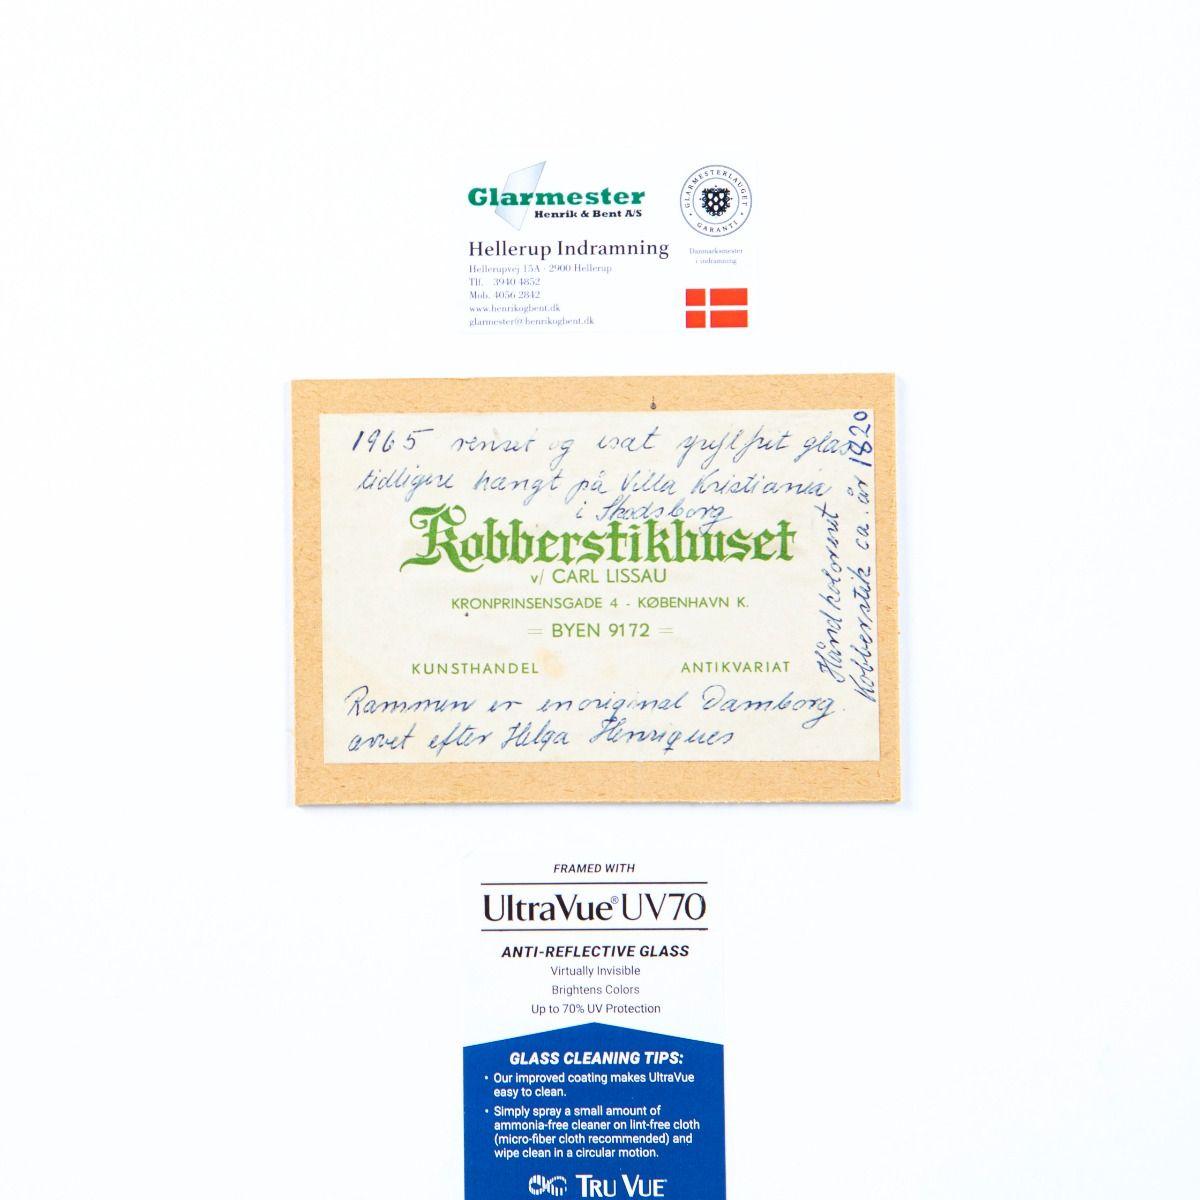 Glarmester
Henrik & Bent A/S
GLARMESTERLAUGET
GARANTI
Hellerup Indramning
Danmarksmester
i indramning
Hellerupvej 15A · 2900 Hellerup
Tlf. 3940 4852
Mob. 4056 2842
www.henrikogbent.dk
glarmester@henrikogbent.dk
1965 renset og isat refleksfrit glas
tidligere hængt på Villa Kristiania
i Skodsborg
Kobberstikhuset
v/ CARL LISSAU
KRONPRINSENSGADE 4 - KØBENHAVN K.
= BYEN 9172 =
KUNSTHANDEL ANTIKVARIAT
Rammen er en original Damborg.
arvet efter Helga Henriques
Håndkoloreret
Kobberstik ca. år 1820
FRAMED WITH
UltraVue® UV70
ANTI-REFLECTIVE GLASS
Virtually Invisible
Brightens Colors
Up to 70% UV Protection
GLASS CLEANING TIPS:
• Our improved coating makes UltraVue
easy to clean.
• Simply spray a small amount of
ammonia-free cleaner on lint-free cloth
(micro-fiber cloth recommended) and
wipe clean in a circular motion.
TRU VUE